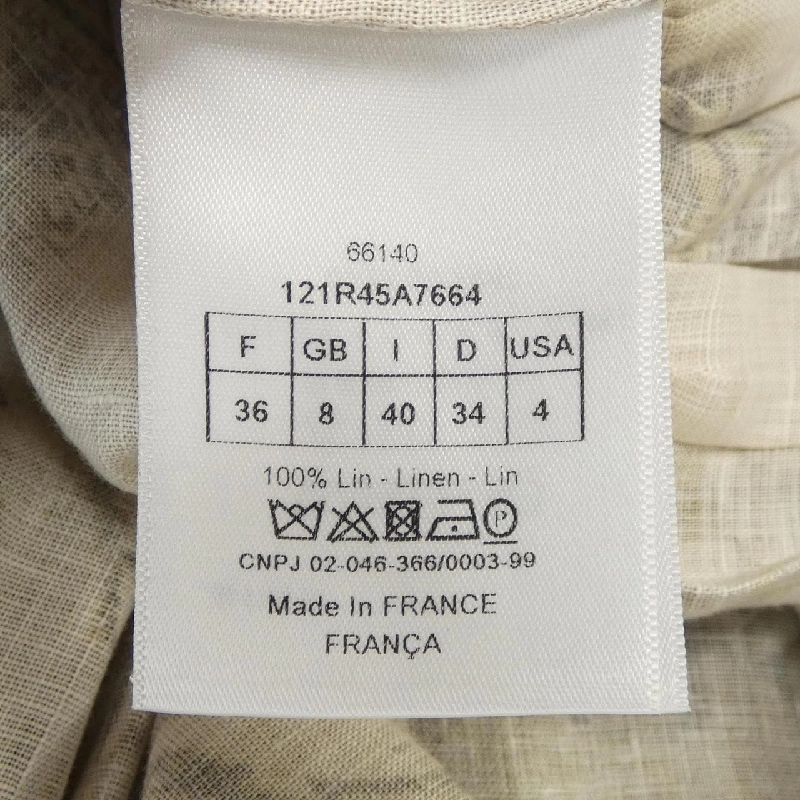 66140
121R45A7664
F GB I D USA
36 8 40 34 4
100% Lin - Linen - Lin
P
CNPJ 02-046-366/0003-99
Made In FRANCE
FRANÇA